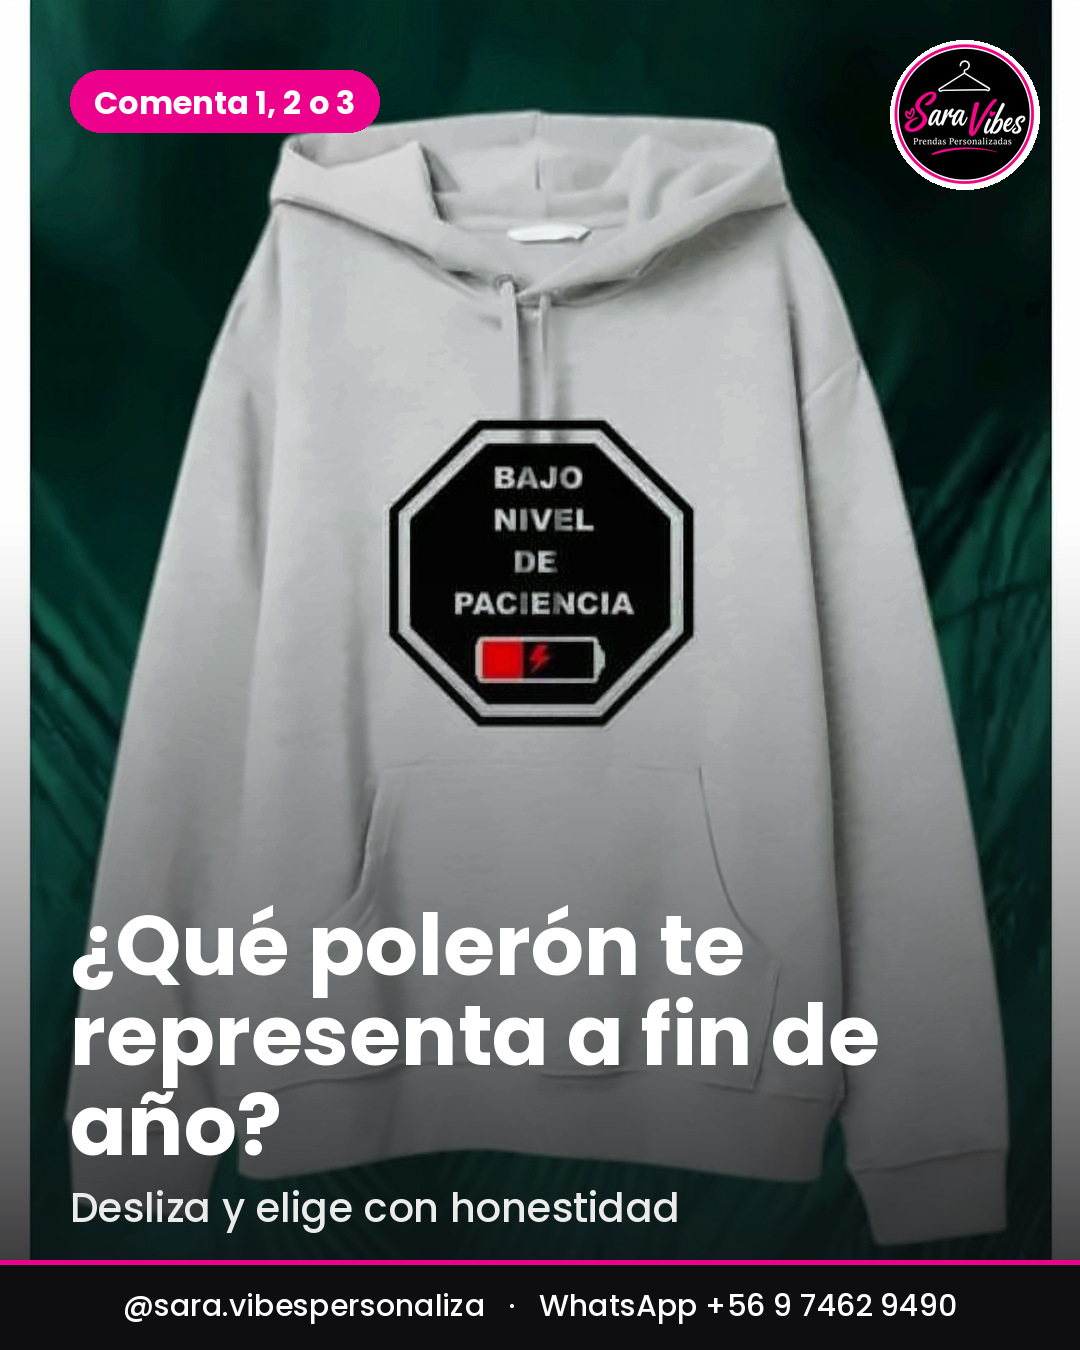 Comenta 1, 2 o 3
Sara Vibes
Prendas Personalizadas
BAJO
NIVEL
DE
PACIENCIA
¿Qué polerón te
representa a fin de
año?
Desliza y elige con honestidad
@sara.vibespersonaliza · WhatsApp +56 9 7462 9490